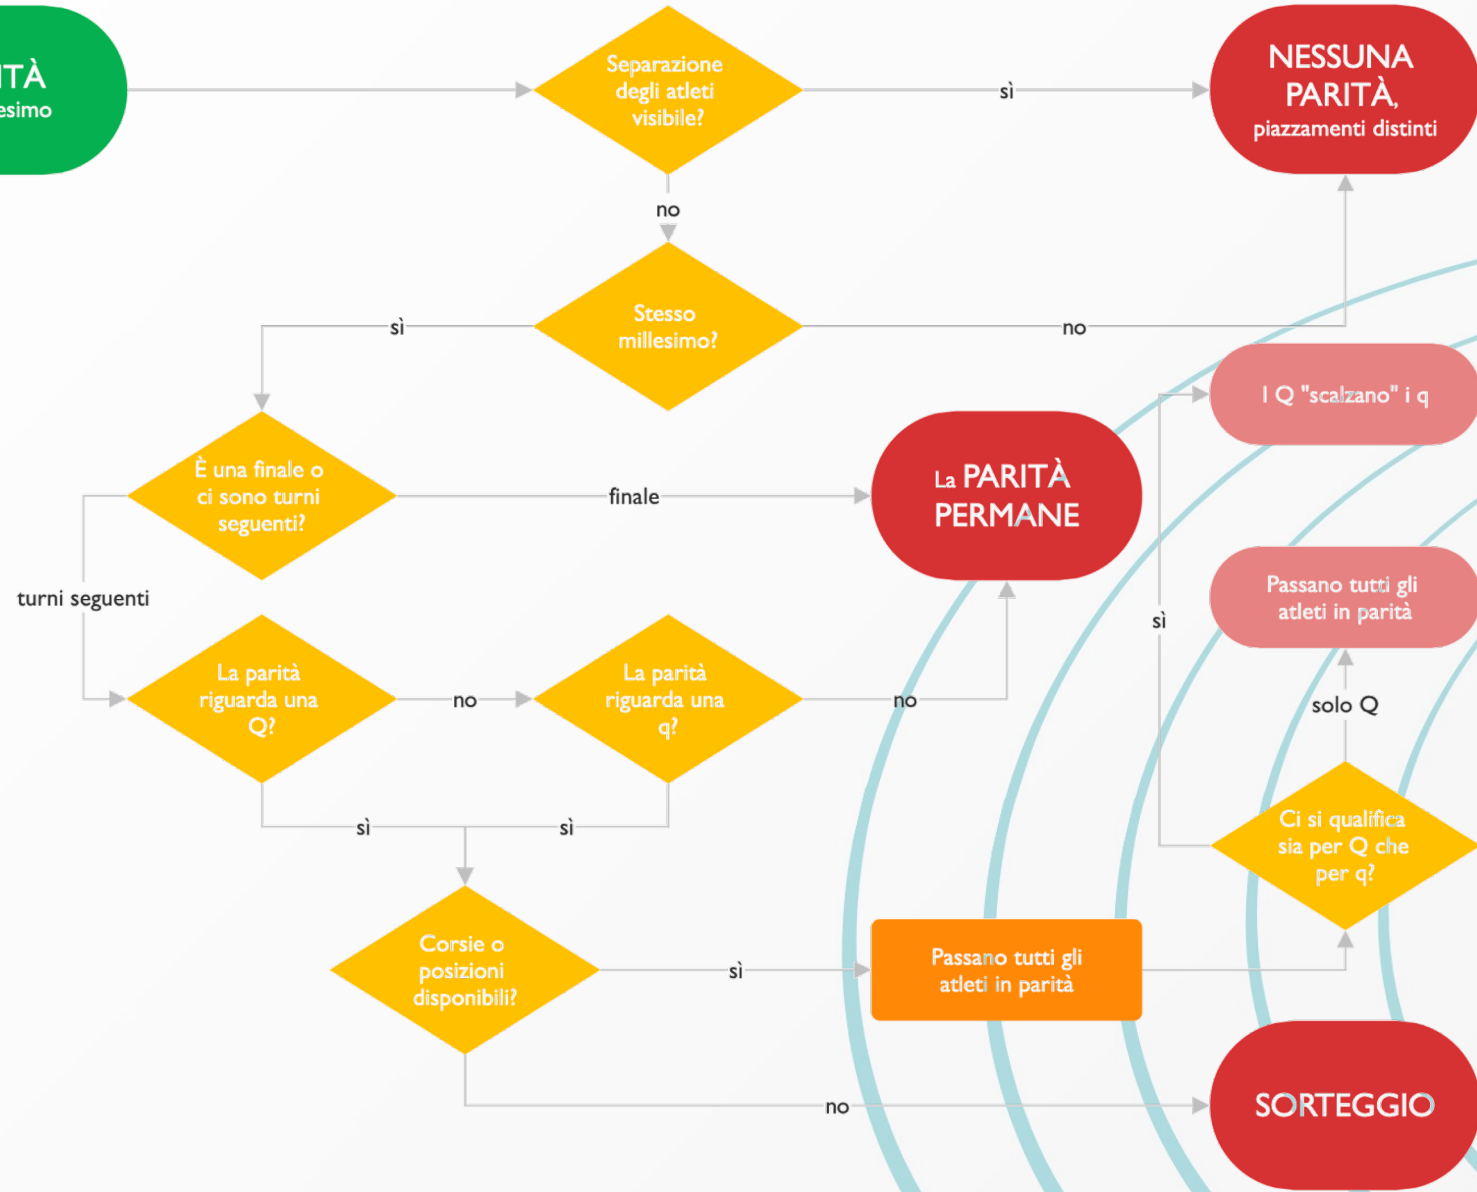 ITÀ
esimo
Separazione
degli atleti
visibile?
sì
NESSUNA
PARITÀ,
piazzamenti distinti
no
Stesso
millesimo?
sì
no
I Q "scalzano" i q
È una finale o
ci sono turni
seguenti?
finale
La PARITÀ
PERMANE
turni seguenti
Passano tutti gli
atleti in parità
sì
solo Q
La parità
riguarda una
Q?
no
La parità
riguarda una
q?
no
sì
sì
Ci si qualifica
sia per Q che
per q?
Corsie o
posizioni
disponibili?
sì
Passano tutti gli
atleti in parità
no
SORTEGGIO